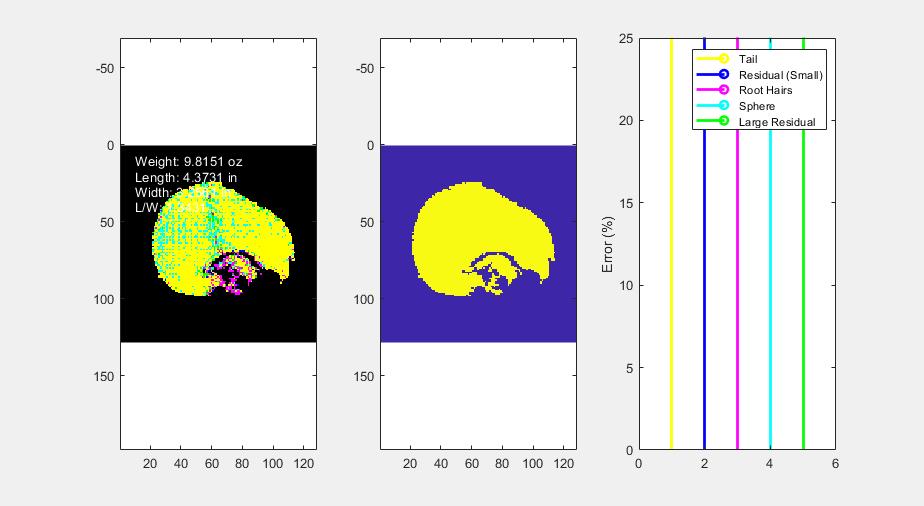 -50
0
50
100
150
20 40 60 80 100 120
Weight: 9.8151 oz
Length: 4.3731 in
Width:
L/W:
-50
0
50
100
150
20 40 60 80 100 120
Error (%)
25
20
15
10
5
0
0 2 4 6
Tail
Residual (Small)
Root Hairs
Sphere
Large Residual